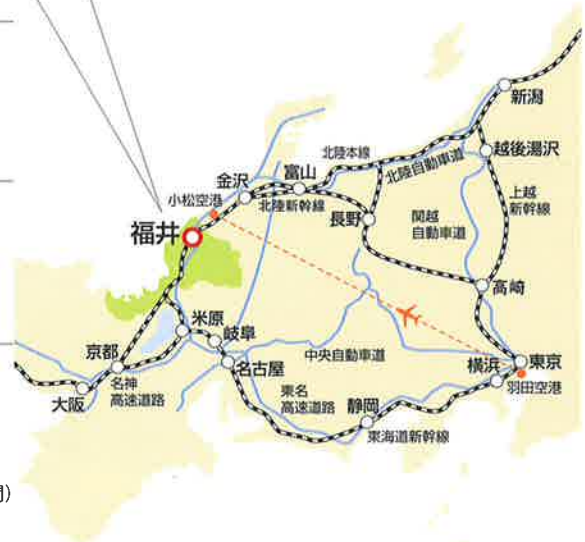 新潟
越後湯沢
北陸本線
北陸自動車道
富山
金沢
小松空港
北陸新幹線
上越
新幹線
長野
関越
自動車道
福井
高崎
米原
岐阜
京都
名古屋
中央自動車道
東京
横浜
羽田空港
大阪
名神
高速道路
東名
高速道路
静岡
東海道新幹線